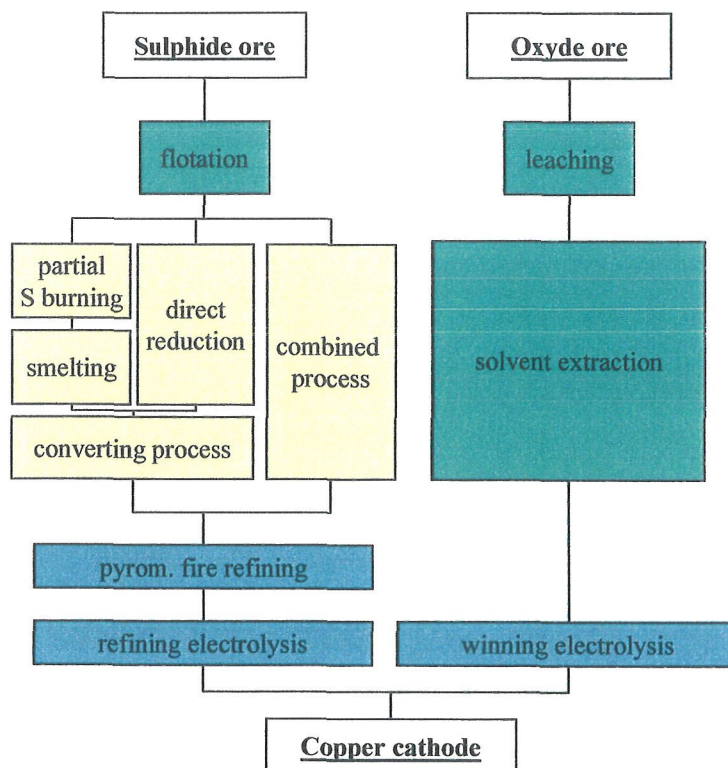 Sulphide ore
Oxyde ore
flotation
leaching
partial
S burning
direct
reduction
combined
process
smelting
solvent extraction
converting process
pyrom. fire refining
refining electrolysis
winning electrolysis
Copper cathode